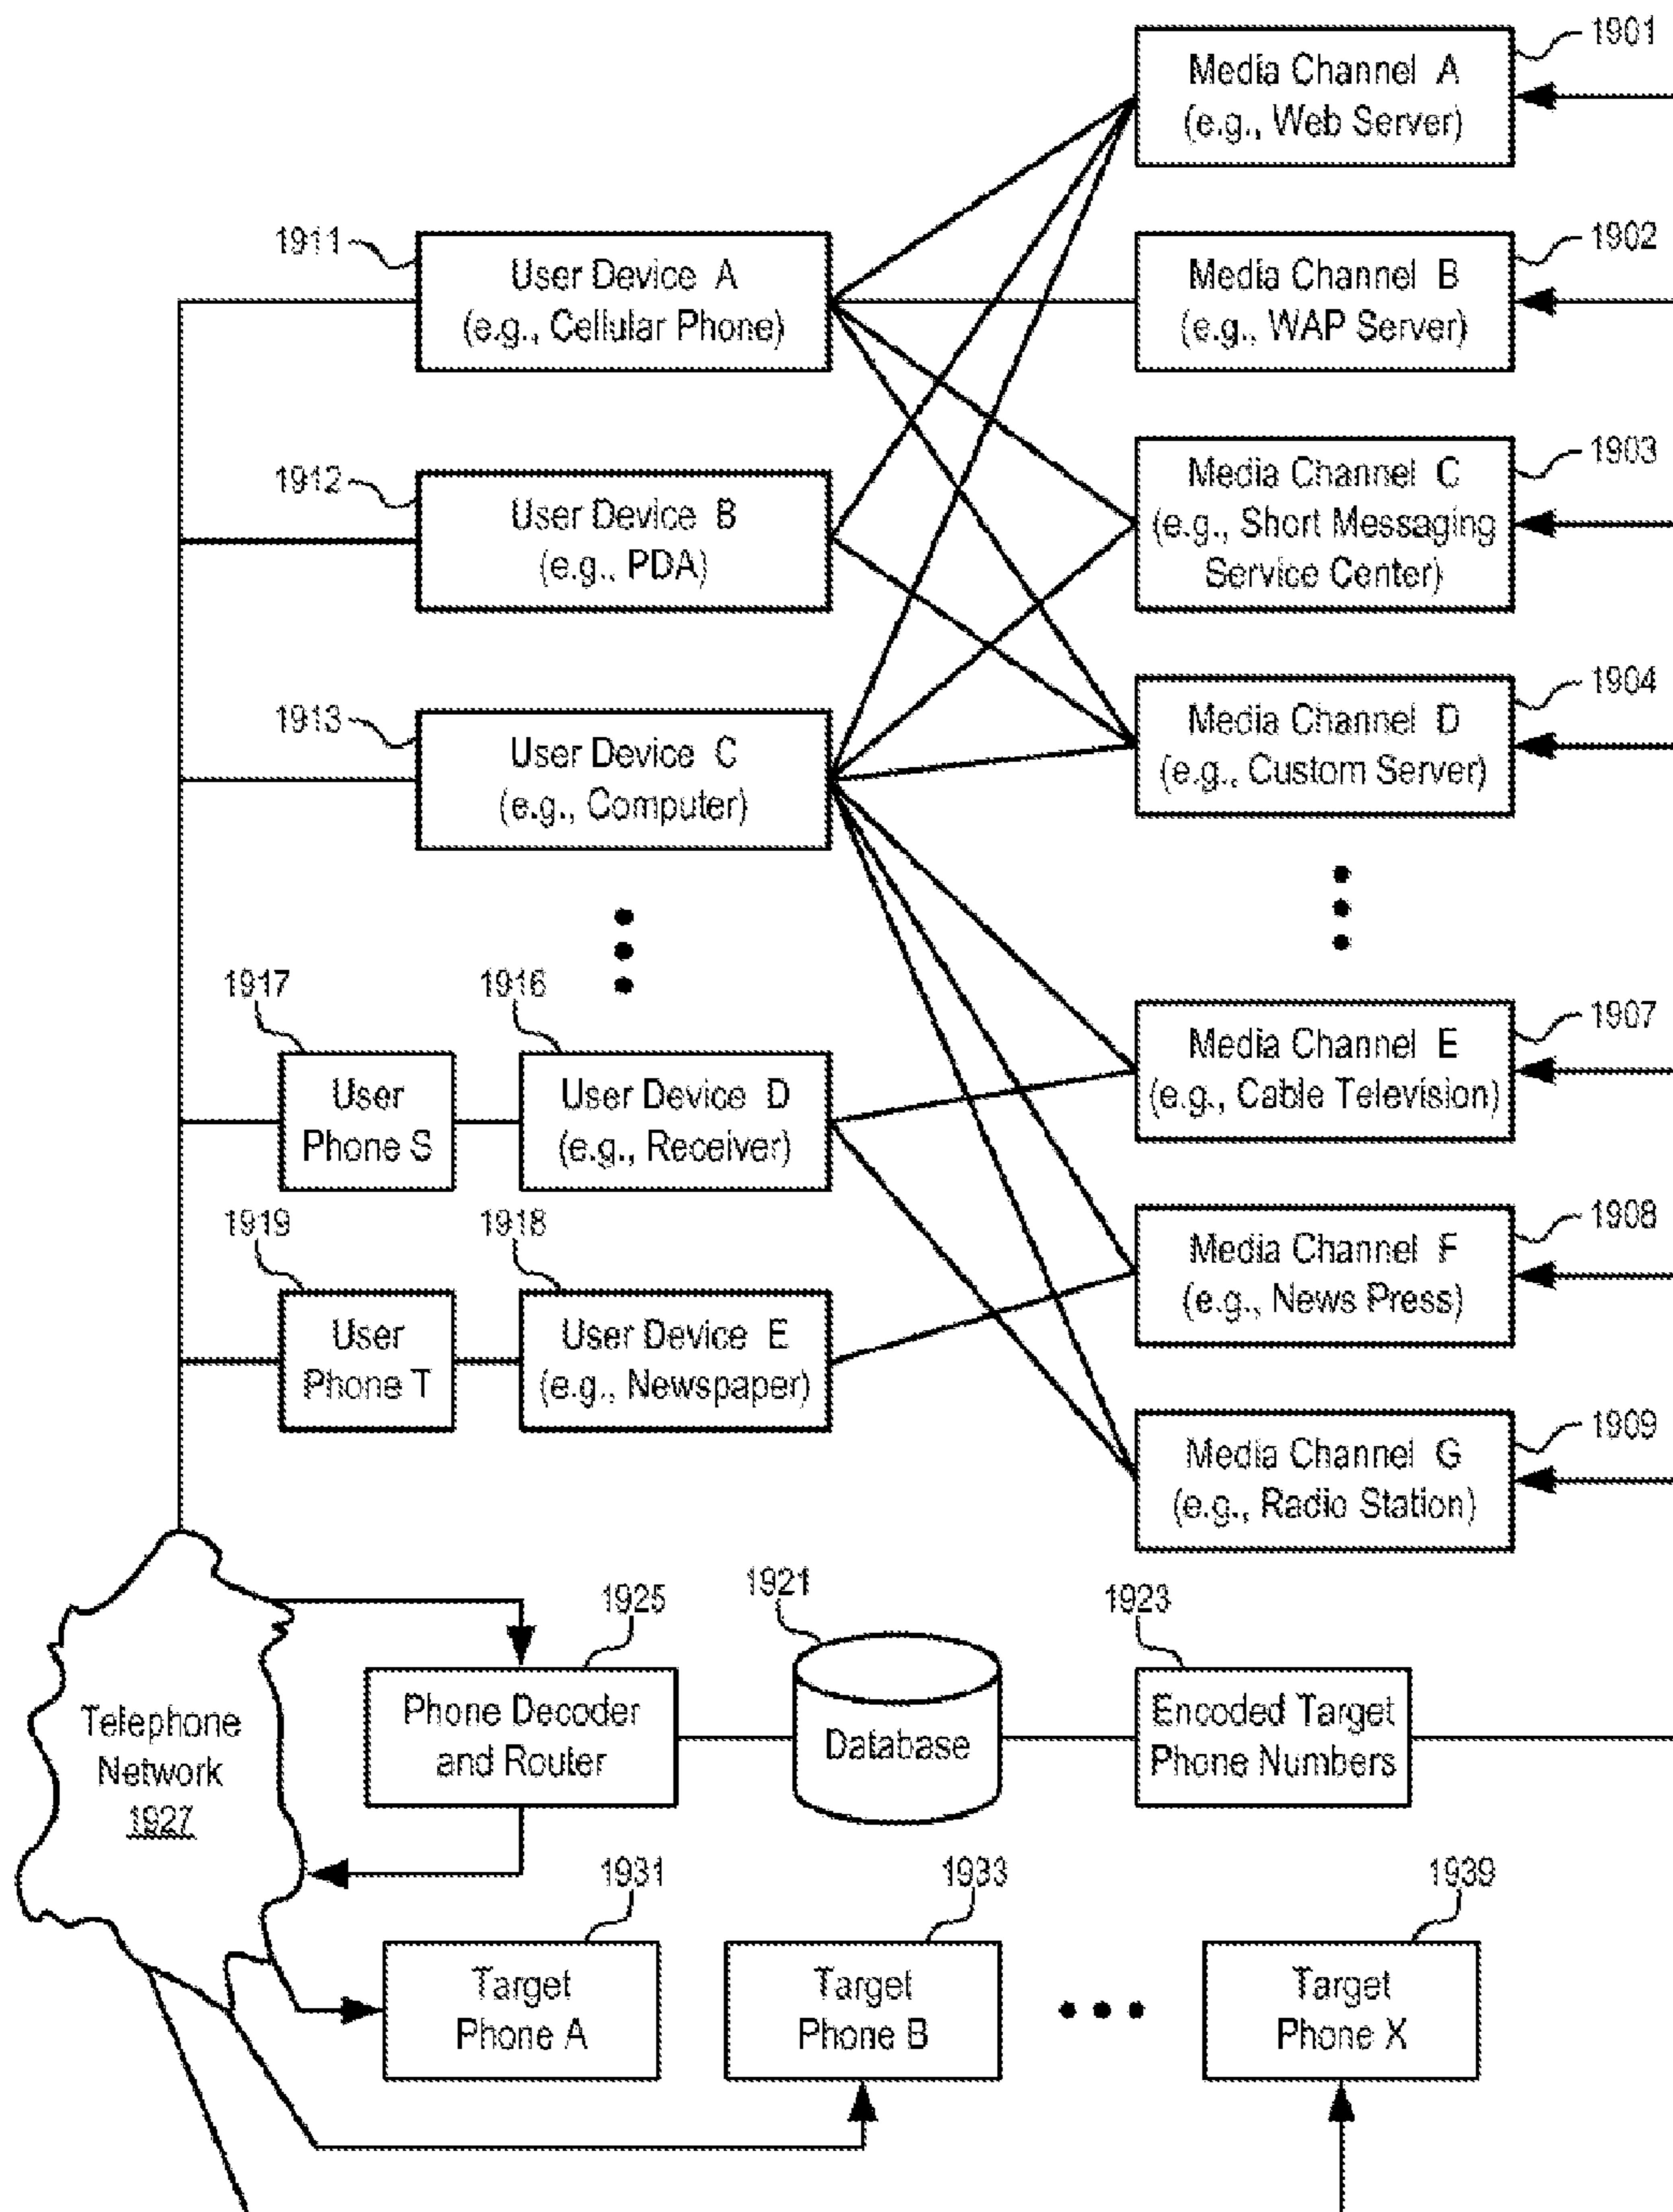 1901
Media Channel A
(e.g., Web Server)
1911
User Device A
(e.g., Cellular Phone)
1902
Media Channel B
(e.g., WAP Server)
1912
User Device B
(e.g., PDA)
1903
Media Channel C
(e.g., Short Messaging
Service Center)
1913
User Device C
(e.g., Computer)
1904
Media Channel D
(e.g., Custom Server)
1917
User
Phone S
1916
User Device D
(e.g., Receiver)
1907
Media Channel E
(e.g., Cable Television)
1919
User
Phone T
1918
User Device E
(e.g., Newspaper)
1908
Media Channel F
(e.g., News Press)
1909
Media Channel G
(e.g., Radio Station)
Telephone
Network
1927
1925
Phone Decoder
and Router
1921
Database
1923
Encoded Target
Phone Numbers
1931
Target
Phone A
1933
Target
Phone B
1939
Target
Phone X